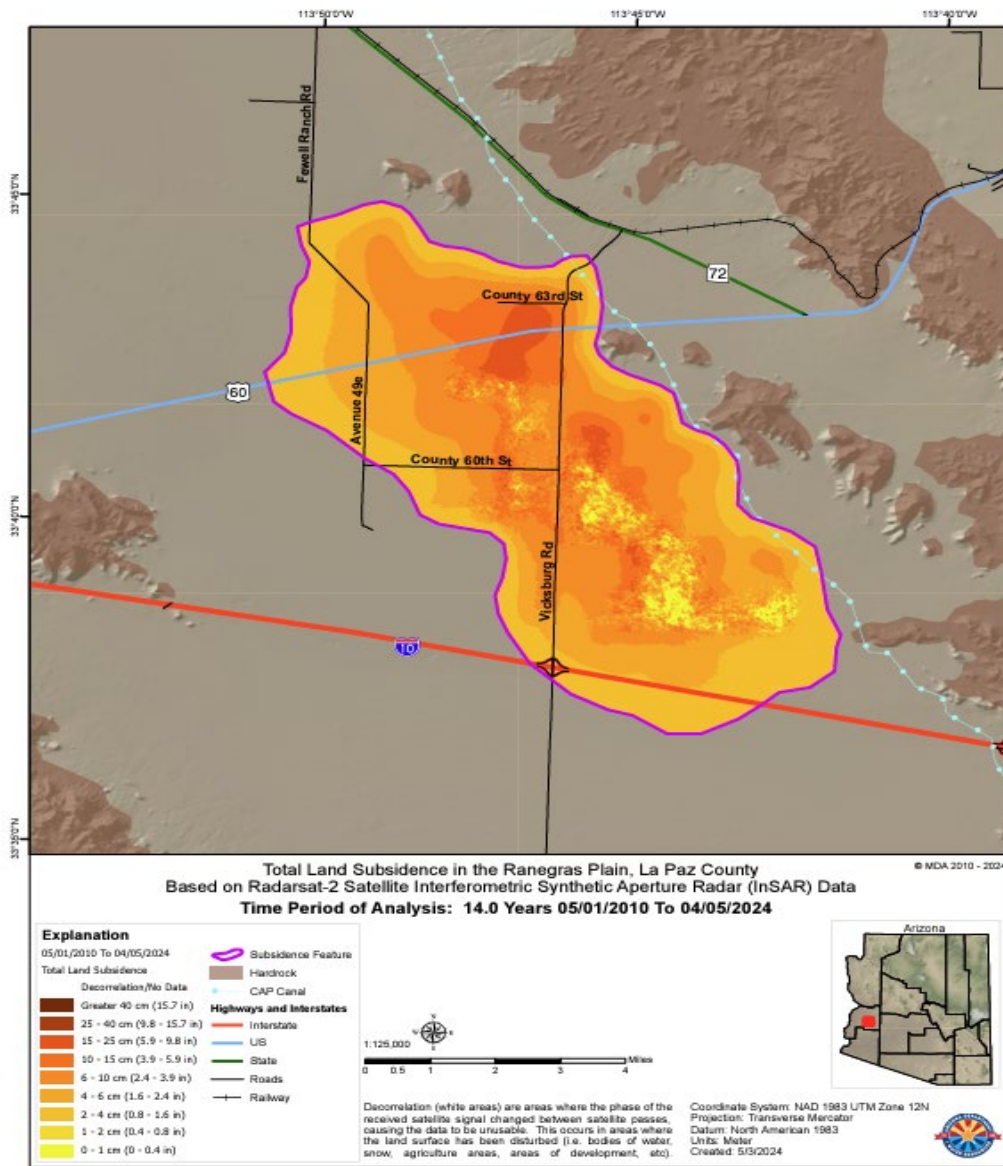 113°50'0"W
113°45'0"W
113°40'0"W
33°45'0"N
33°40'0"N
33°35'0"N
Fewell Ranch Rd
72
County 63rd St
60
Avenue 49e
County 60th St
Vicksburg Rd
10
Total Land Subsidence in the Ranegras Plain, La Paz County
© MDA 2010 - 2024
Based on Radarsat-2 Satellite Interferometric Synthetic Aperture Radar (InSAR) Data
Time Period of Analysis: 14.0 Years 05/01/2010 To 04/05/2024
Explanation
05/01/2010 To 04/05/2024
Total Land Subsidence
Decorrelation/No Data
Greater 40 cm (15.7 in)
25 - 40 cm (9.8 - 15.7 in)
15 - 25 cm (5.9 - 9.8 in)
10 - 15 cm (3.9 - 5.9 in)
6 - 10 cm (2.4 - 3.9 in)
4 - 6 cm (1.6 - 2.4 in)
2 - 4 cm (0.8 - 1.6 in)
1 - 2 cm (0.4 - 0.8 in)
0 - 1 cm (0 - 0.4 in)
Subsidence Feature
Hardrock
CAP Canal
Highways and Interstates
Interstate
US
State
Roads
Railway
1:125,000
Miles
0 0.5 1 2 3 4
Arizona
Decorrelation (white areas) are areas where the phase of the
received satellite signal changed between satellite passes,
causing the data to be unusable. This occurs in areas where
the land surface has been disturbed (i.e. bodies of water,
snow, agriculture areas, areas of development, etc).
Coordinate System: NAD 1983 UTM Zone 12N
Projection: Transverse Mercator
Datum: North American 1983
Units: Meter
Created: 5/3/2024